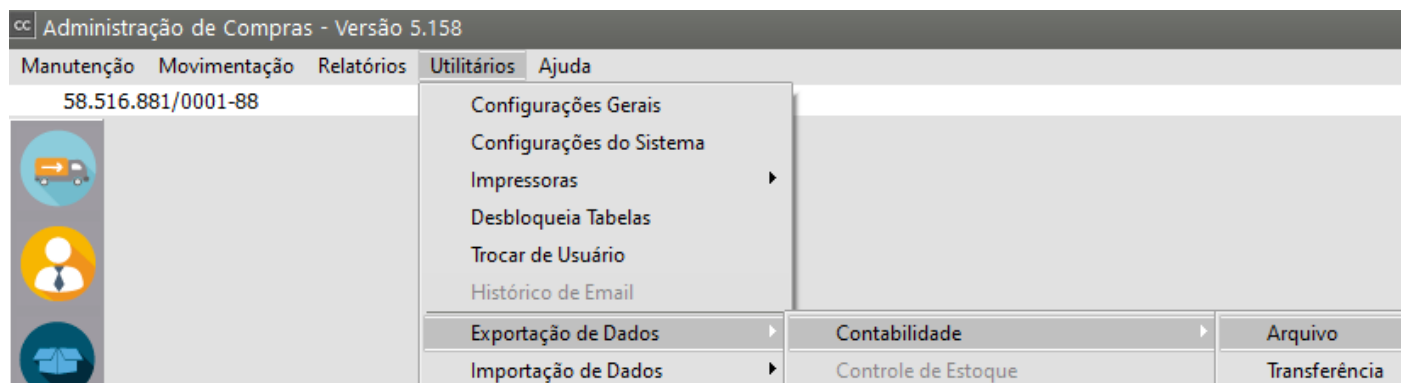 cc Administração de Compras - Versão 5.158
Manutenção Movimentação Relatórios Utilitários Ajuda
58.516.881/0001-88
Configurações Gerais
Configurações do Sistema
Impressoras
Desbloqueia Tabelas
Trocar de Usuário
Histórico de Email
Exportação de Dados Contabilidade Arquivo
Importação de Dados Controle de Estoque Transferência